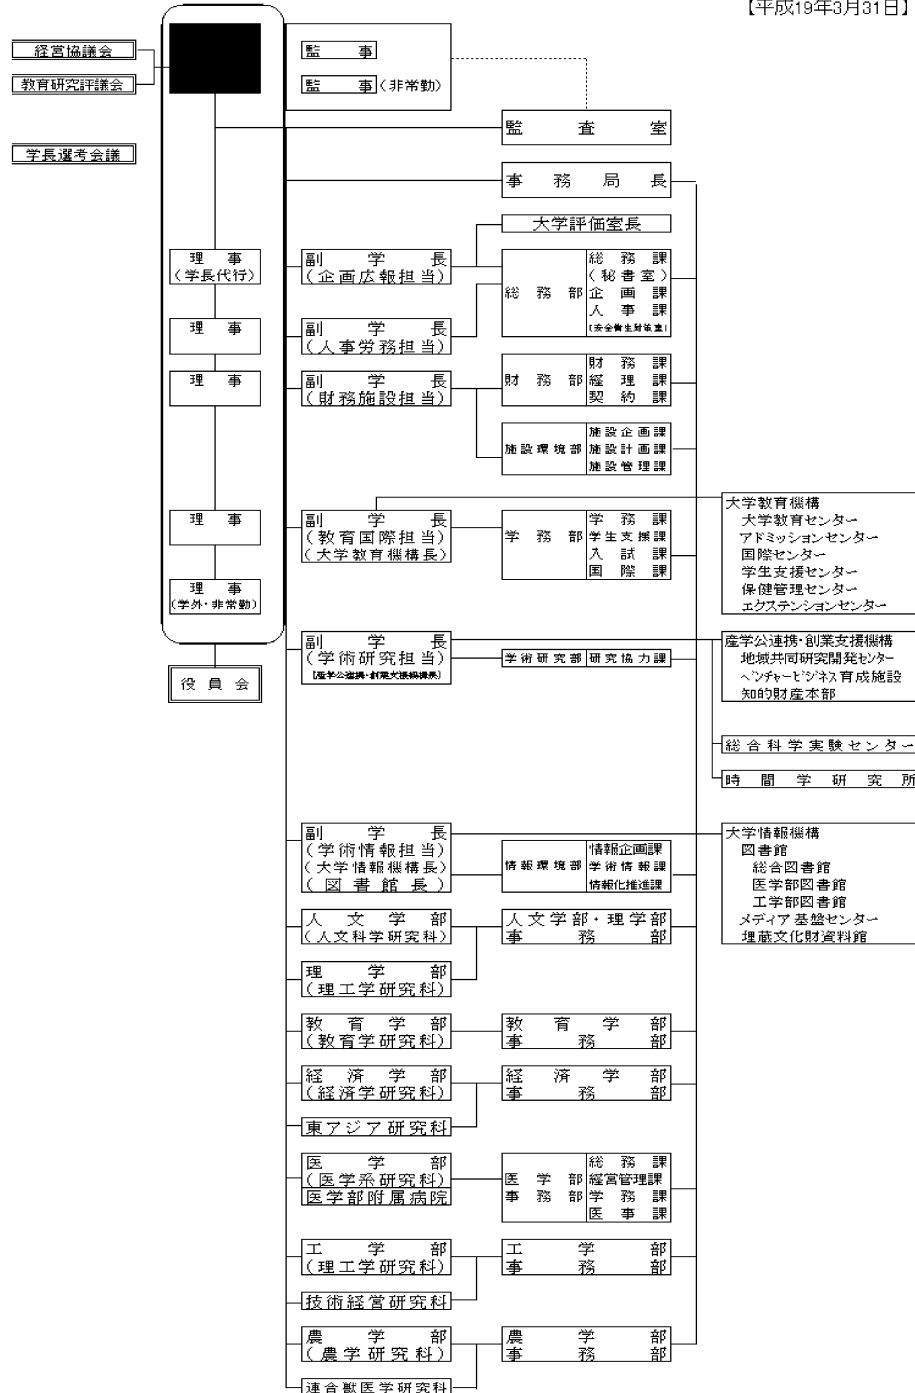 【平成19年3月31日】
経営協議会
教育研究評議会
学長選考会議
監事
監事(非常勤)
監査室
事務局長
大学評価室長
理事
(学長代行)
副学長
(企画広報担当)
総務部
総務課
(秘書室)
企画課
人事課
(安全衛生対策室)
理事
副学長
(人事労務担当)
理事
副学長
(財務施設担当)
財務部
財務課
経理課
契約課
施設環境部
施設企画課
施設計画課
施設管理課
理事
副学長
(教育国際担当)
(大学教育機構長)
学務部
学務課
学生支援課
入試課
国際課
大学教育機構
大学教育センター
アドミッションセンター
国際センター
学生支援センター
保健管理センター
エクステンションセンター
理事
(学外・非常勤)
役員会
副学長
(学術研究担当)
(産学公連携・創業支援機構長)
学術研究部
研究協力課
産学公連携・創業支援機構
地域共同研究開発センター
ベンチャービジネス育成施設
知的財産本部
総合科学実験センター
時間学研究所
副学長
(学術情報担当)
(大学情報機構長)
(図書館長)
情報環境部
情報企画課
学術情報課
情報化推進課
大学情報機構
図書館
総合図書館
医学部図書館
工学部図書館
メディア基盤センター
埋蔵文化財資料館
人文学部
(人文科学研究科)
人文学部・理学部
事務部
理学部
(理工学研究科)
教育学部
(教育学研究科)
教育学部
事務部
経済学部
(経済学研究科)
経済学部
事務部
東アジア研究科
医学部
(医学系研究科)
医学部附属病院
医学部
事務部
総務課
経営管理課
学務課
医事課
工学部
(理工学研究科)
工学部
事務部
技術経営研究科
農学部
(農学研究科)
農学部
事務部
連合獣医学研究科